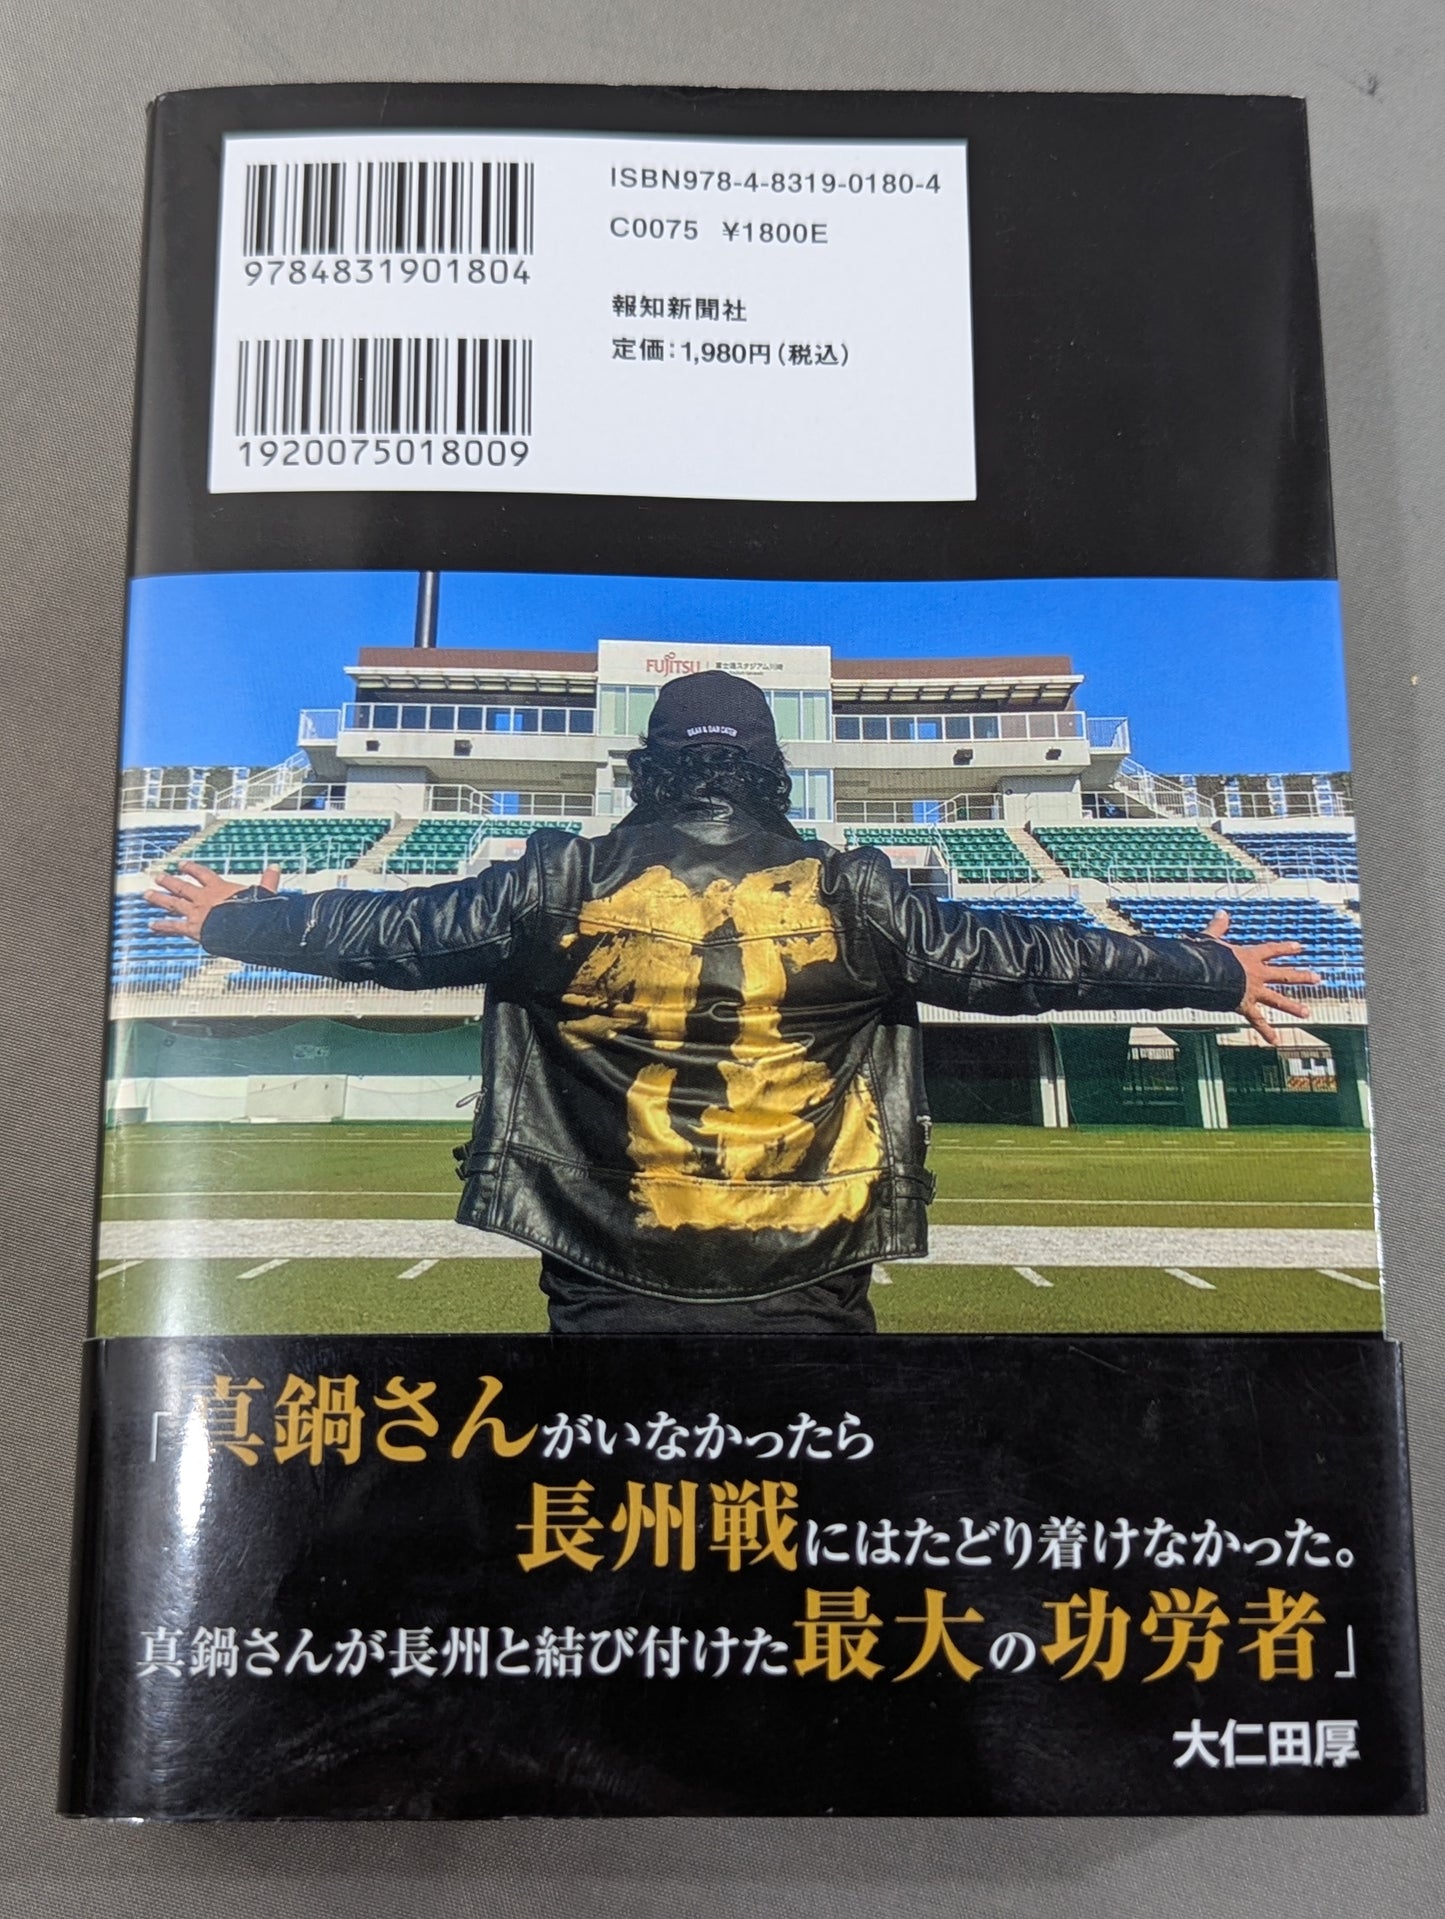 ISBN978-4-8319-0180-4
C0075 ¥1800E
9784831901804
報知新聞社
定価：1,980円（税込）
1920075018009
FUJITSU 富士通スタジアム川崎
「真鍋さんがいなかったら
長州戦にはたどり着けなかった。
真鍋さんが長州と結び付けた最大の功労者」
大仁田厚